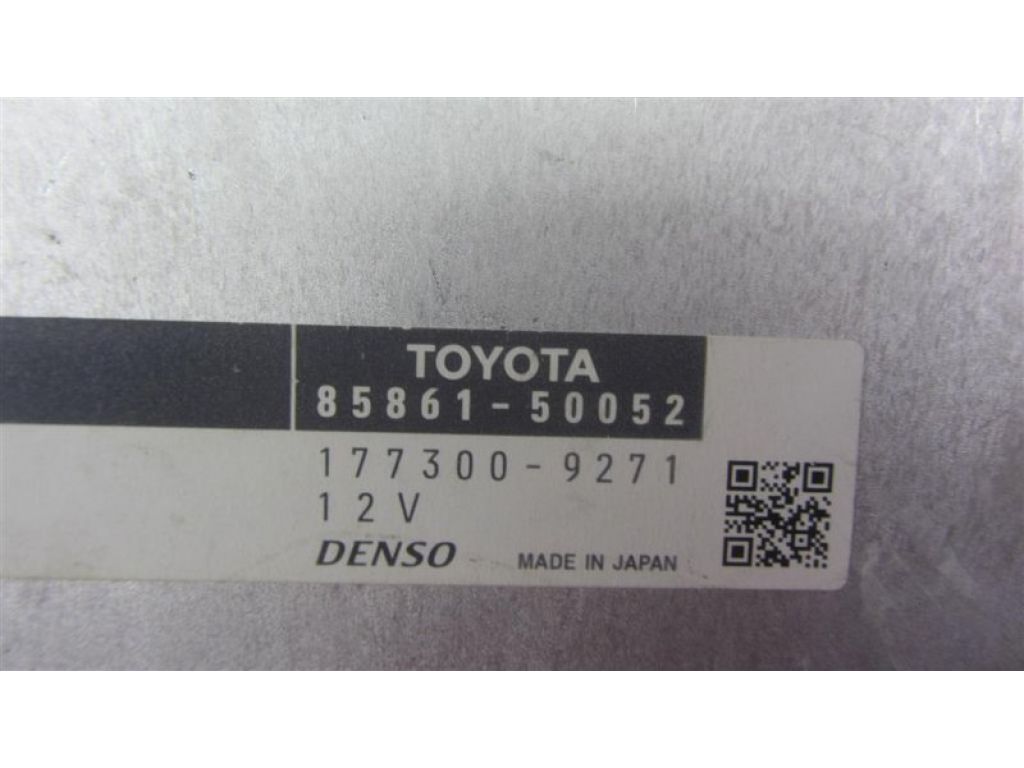 TOYOTA
85861-50052
177300-9271
12V
DENSO MADE IN JAPAN